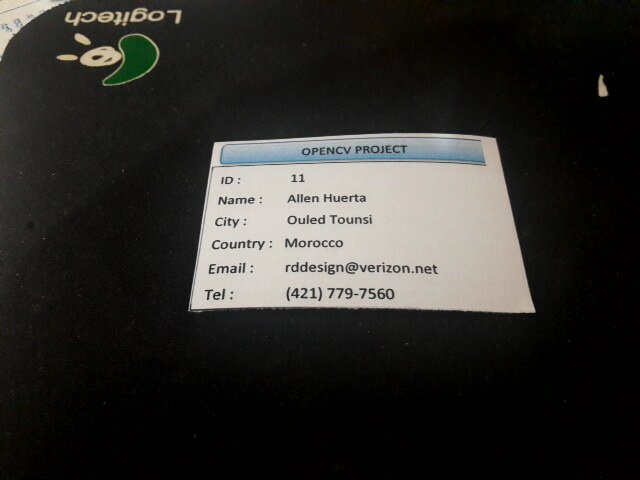 Logitech
OPENCV PROJECT
ID : 11
Name : Allen Huerta
City : Ouled Tounsi
Country : Morocco
Email : rddesign@verizon.net
Tel : (421) 779-7560